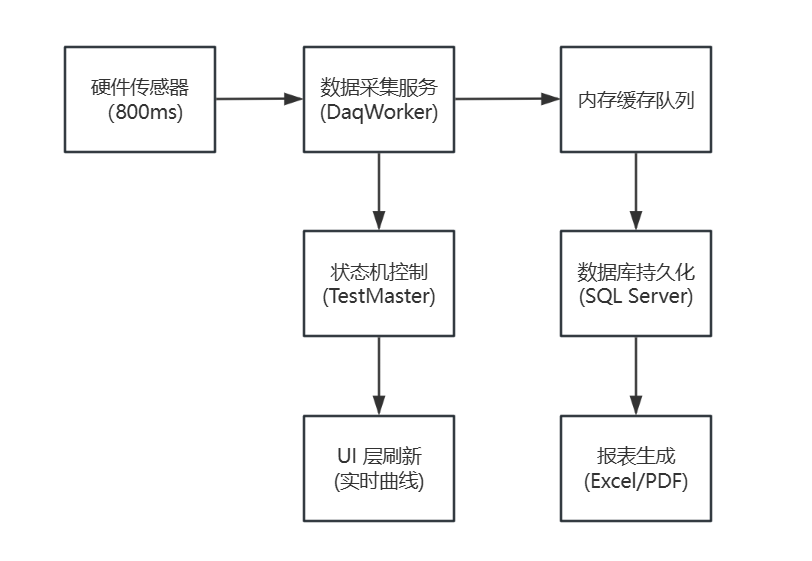 硬件传感器
（800ms）
数据采集服务
(DaqWorker)
内存缓存队列
状态机控制
(TestMaster)
数据库持久化
(SQL Server)
UI 层刷新
(实时曲线)
报表生成
(Excel/PDF)